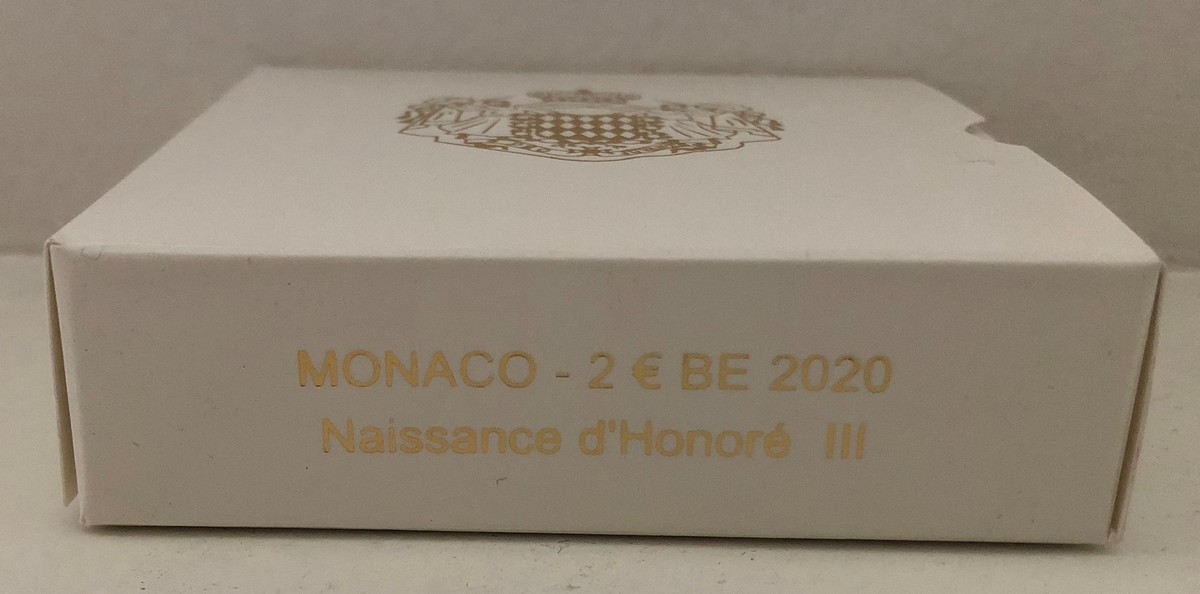 MONACO - 2 € BE 2020
Naissance d'Honoré III